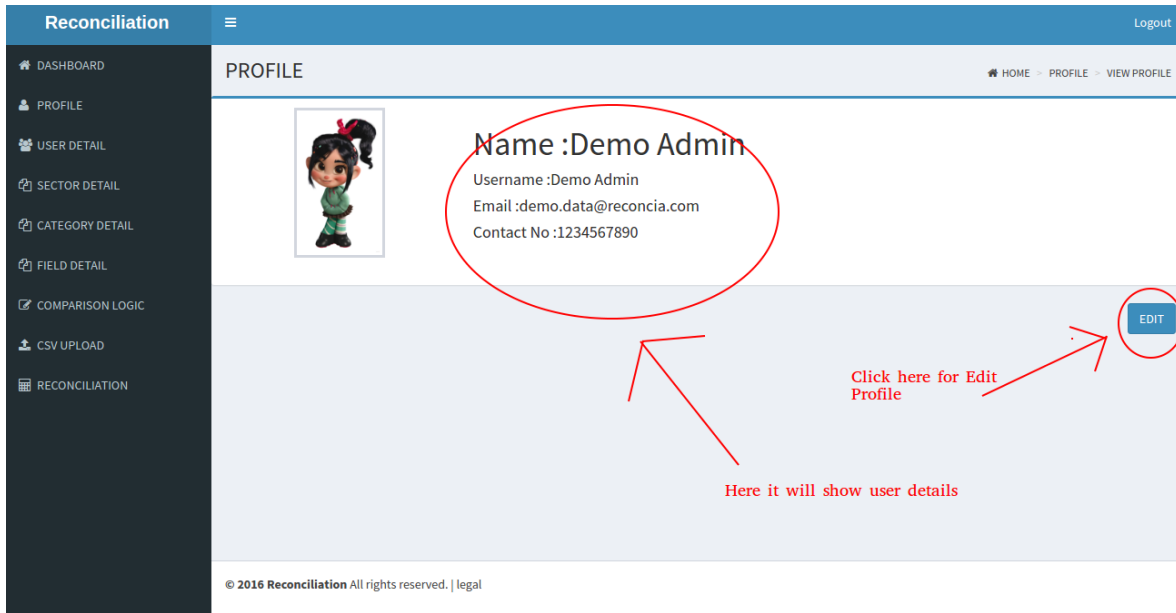 Reconciliation
Logout
DASHBOARD
PROFILE
USER DETAIL
SECTOR DETAIL
CATEGORY DETAIL
FIELD DETAIL
COMPARISON LOGIC
CSV UPLOAD
RECONCILIATION
PROFILE
HOME > PROFILE > VIEW PROFILE
Name :Demo Admin
Username :Demo Admin
Email :demo.data@reconcia.com
Contact No :1234567890
EDIT
Click here for Edit
Profile
Here it will show user details
© 2016 Reconciliation All rights reserved. | legal